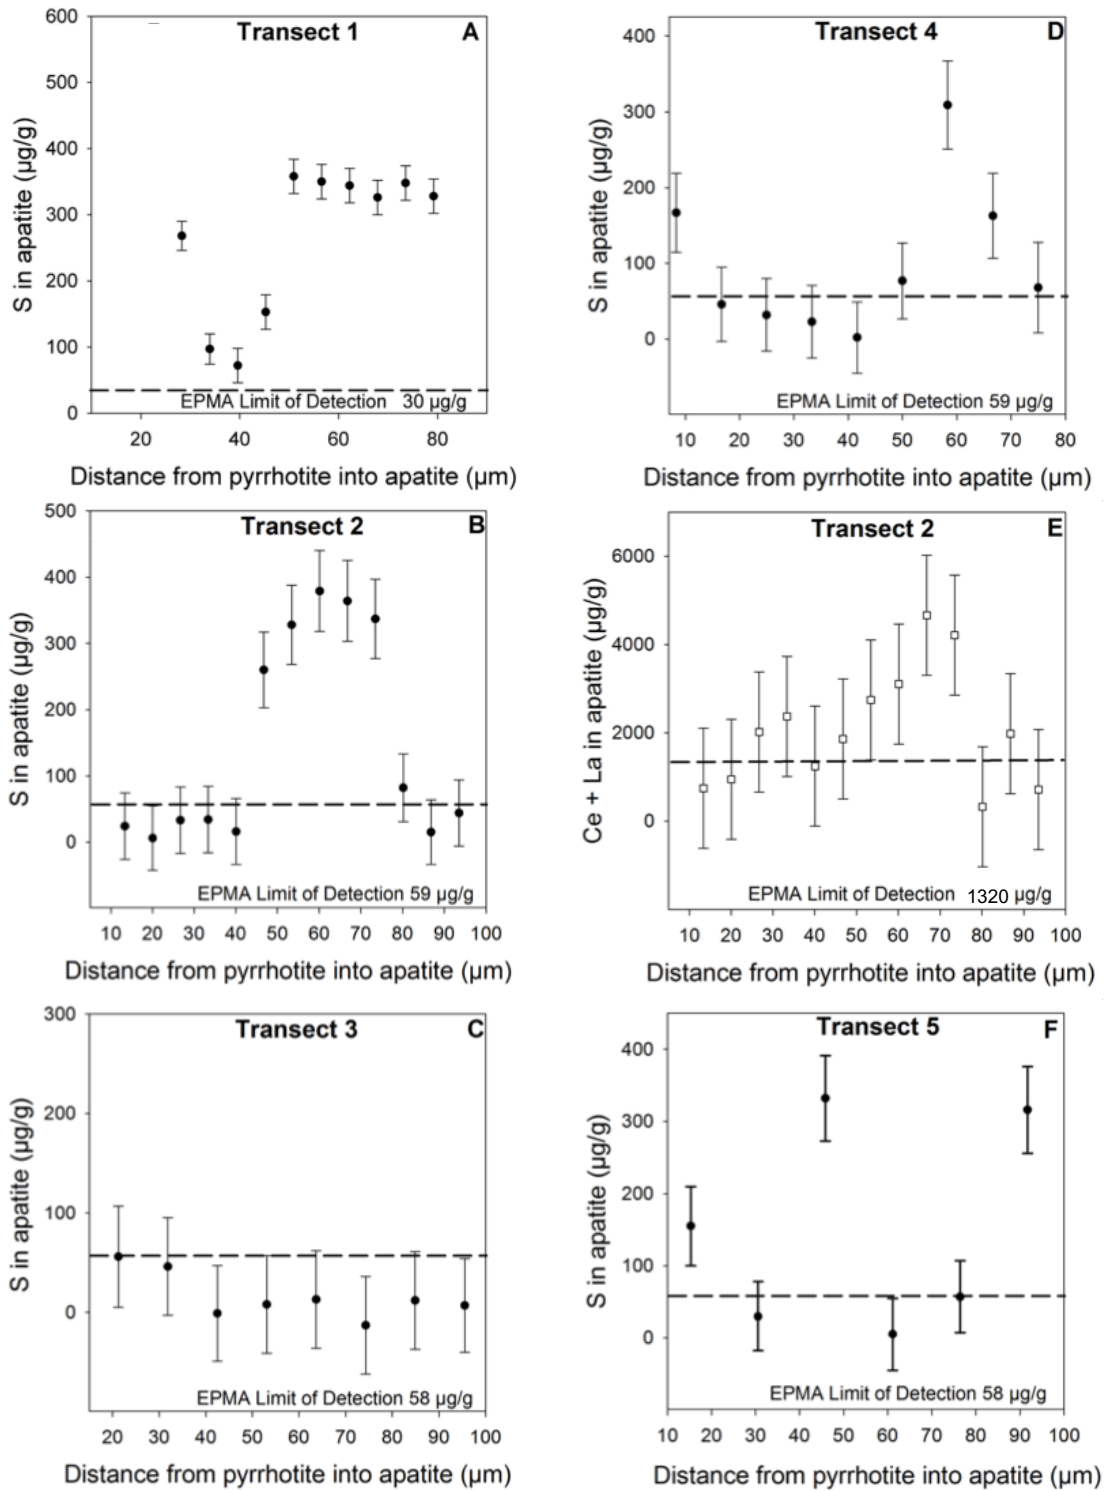 Transect 1
A
600
500
400
300
200
100
0
S in apatite (µg/g)
EPMA Limit of Detection 30 µg/g
20 40 60 80
Distance from pyrrhotite into apatite (µm)
Transect 4
D
400
300
200
100
0
S in apatite (µg/g)
EPMA Limit of Detection 59 µg/g
10 20 30 40 50 60 70 80
Distance from pyrrhotite into apatite (µm)
Transect 2
B
500
400
300
200
100
0
S in apatite (µg/g)
EPMA Limit of Detection 59 µg/g
10 20 30 40 50 60 70 80 90 100
Distance from pyrrhotite into apatite (µm)
Transect 2
E
6000
4000
2000
0
Ce + La in apatite (µg/g)
EPMA Limit of Detection 1320 µg/g
10 20 30 40 50 60 70 80 90 100
Distance from pyrrhotite into apatite (µm)
Transect 3
C
300
200
100
0
S in apatite (µg/g)
EPMA Limit of Detection 58 µg/g
20 30 40 50 60 70 80 90 100
Distance from pyrrhotite into apatite (µm)
Transect 5
F
400
300
200
100
0
S in apatite (µg/g)
EPMA Limit of Detection 58 µg/g
10 20 30 40 50 60 70 80 90 100
Distance from pyrrhotite into apatite (µm)